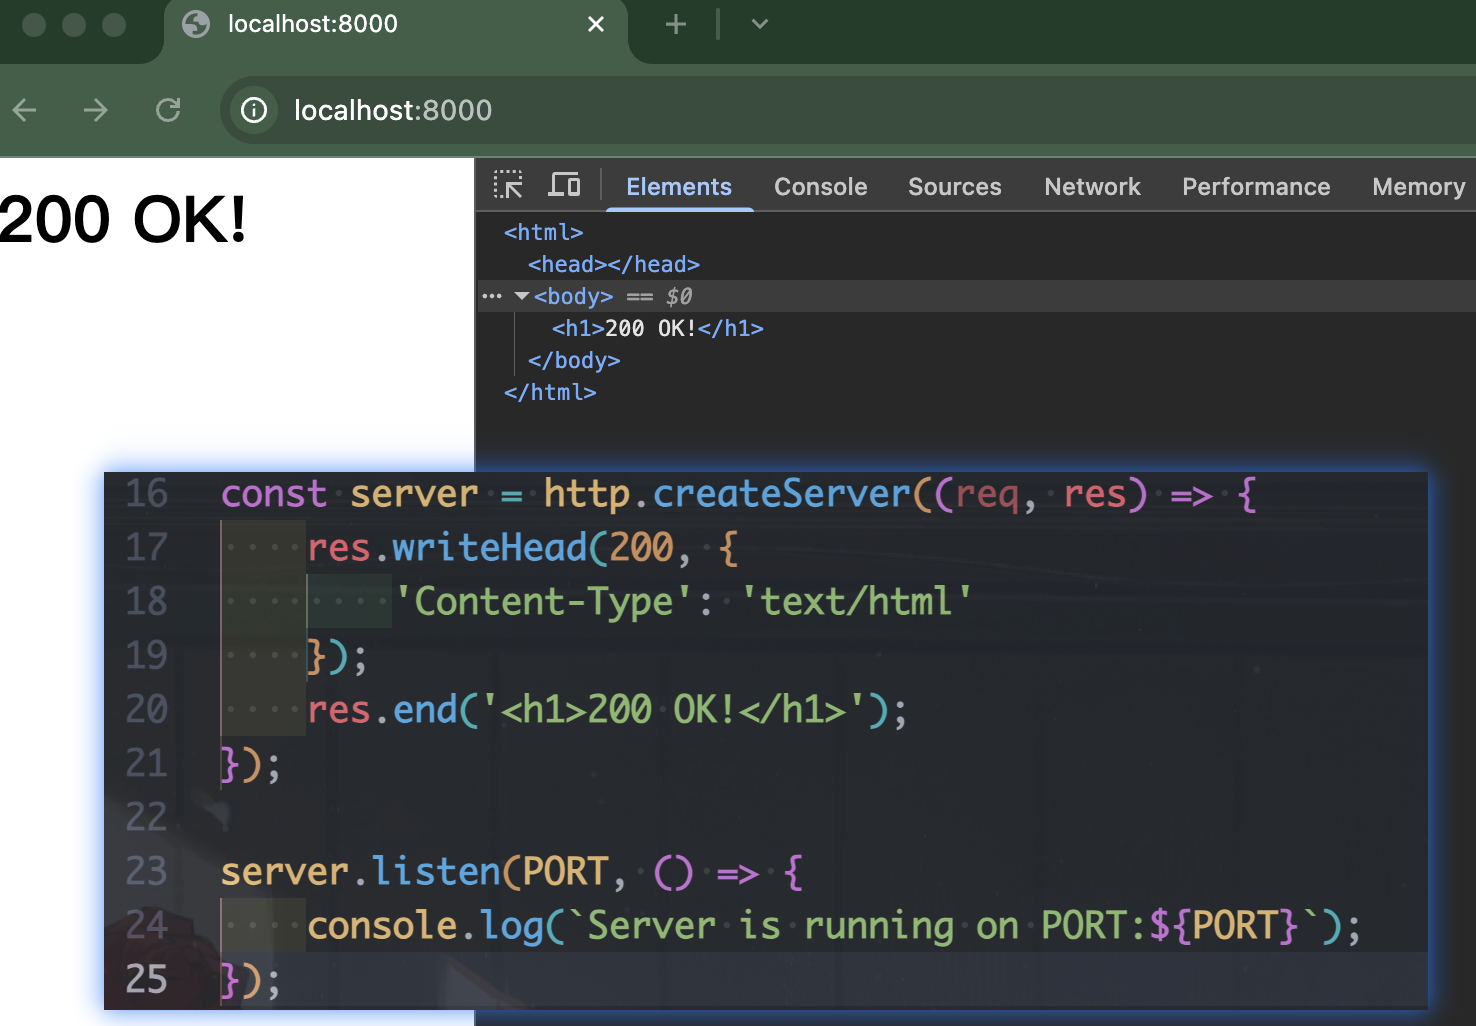 localhost:8000
localhost:8000
200 OK!
Elements Console Sources Network Performance Memory
<html>
<head></head>
<body> == $0
<h1>200 OK!</h1>
</body>
</html>
16 const server = http.createServer((req, res) => {
17 res.writeHead(200, {
18 'Content-Type': 'text/html'
19 });
20 res.end('<h1>200 OK!</h1>');
21 });
22
23 server.listen(PORT, () => {
24 console.log(`Server is running on PORT:${PORT}`);
25 });